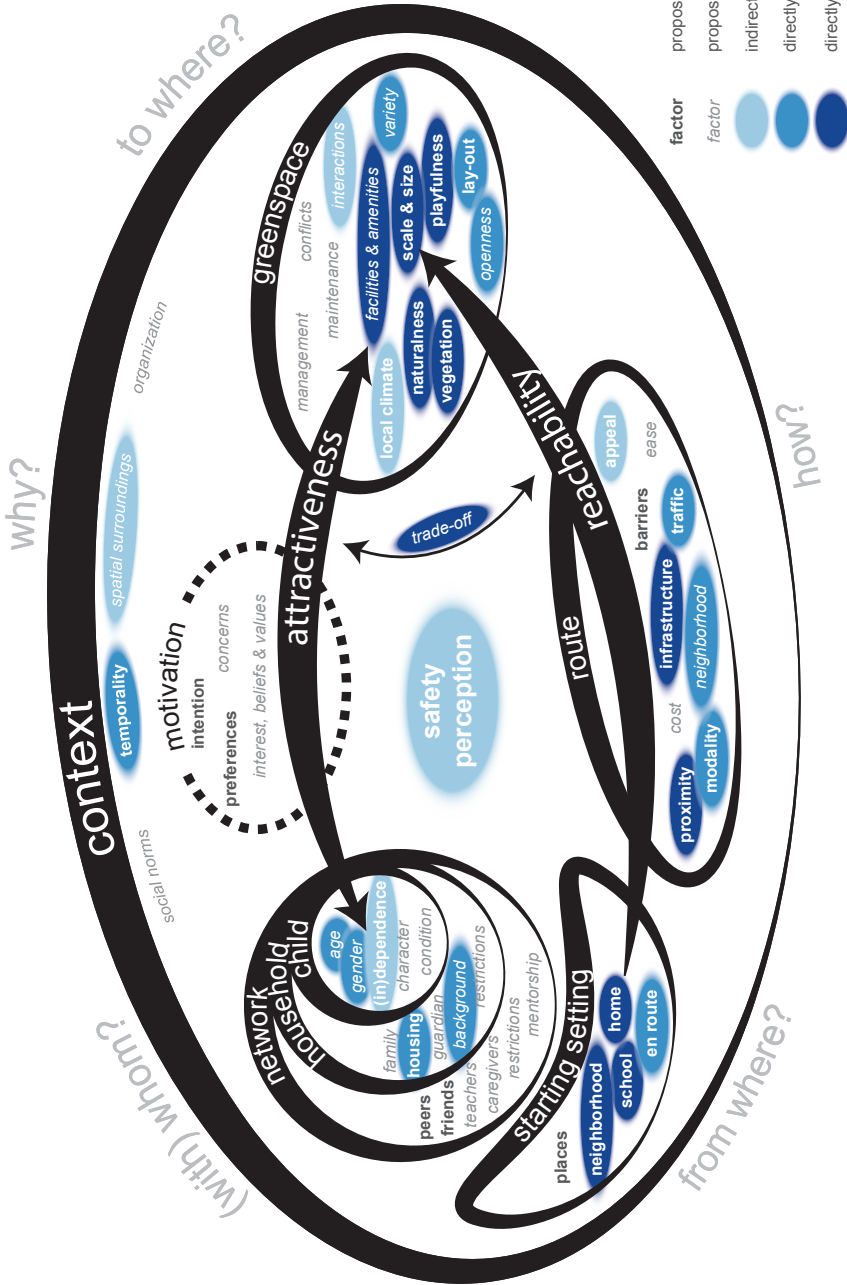 why?
to where?
(with) whom?
how?
from where?
context
social norms
temporality
spatial surroundings
organization
motivation
intention
preferences
concerns
interest, beliefs & values
attractiveness
trade-off
reachability
safety
perception
network
household
child
age
gender
(in)dependence
character
condition
family
housing
guardian
background
restrictions
peers
friends
teachers
caregivers
restrictions
mentorship
greenspace
management
maintenance
conflicts
interactions
facilities & amenities
variety
local climate
scale & size
naturalness
playfulness
vegetation
lay-out
openness
starting setting
places
neighborhood
home
school
en route
route
appeal
ease
barriers
infrastructure
traffic
neighborhood
cost
proximity
modality
factor propos
factor propos
indirect
directly
directly